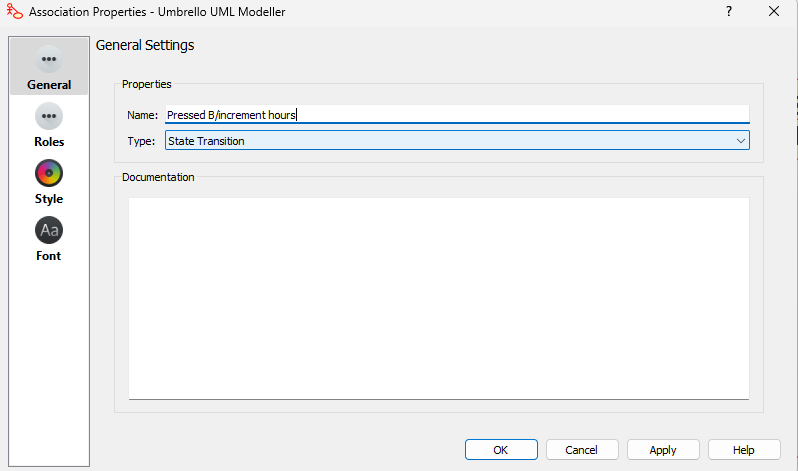 Association Properties - Umbrello UML Modeller
?
General
Roles
Style
Aa
Font
General Settings
Properties
Name: Pressed B/increment hours
Type: State Transition
Documentation
OK Cancel Apply Help